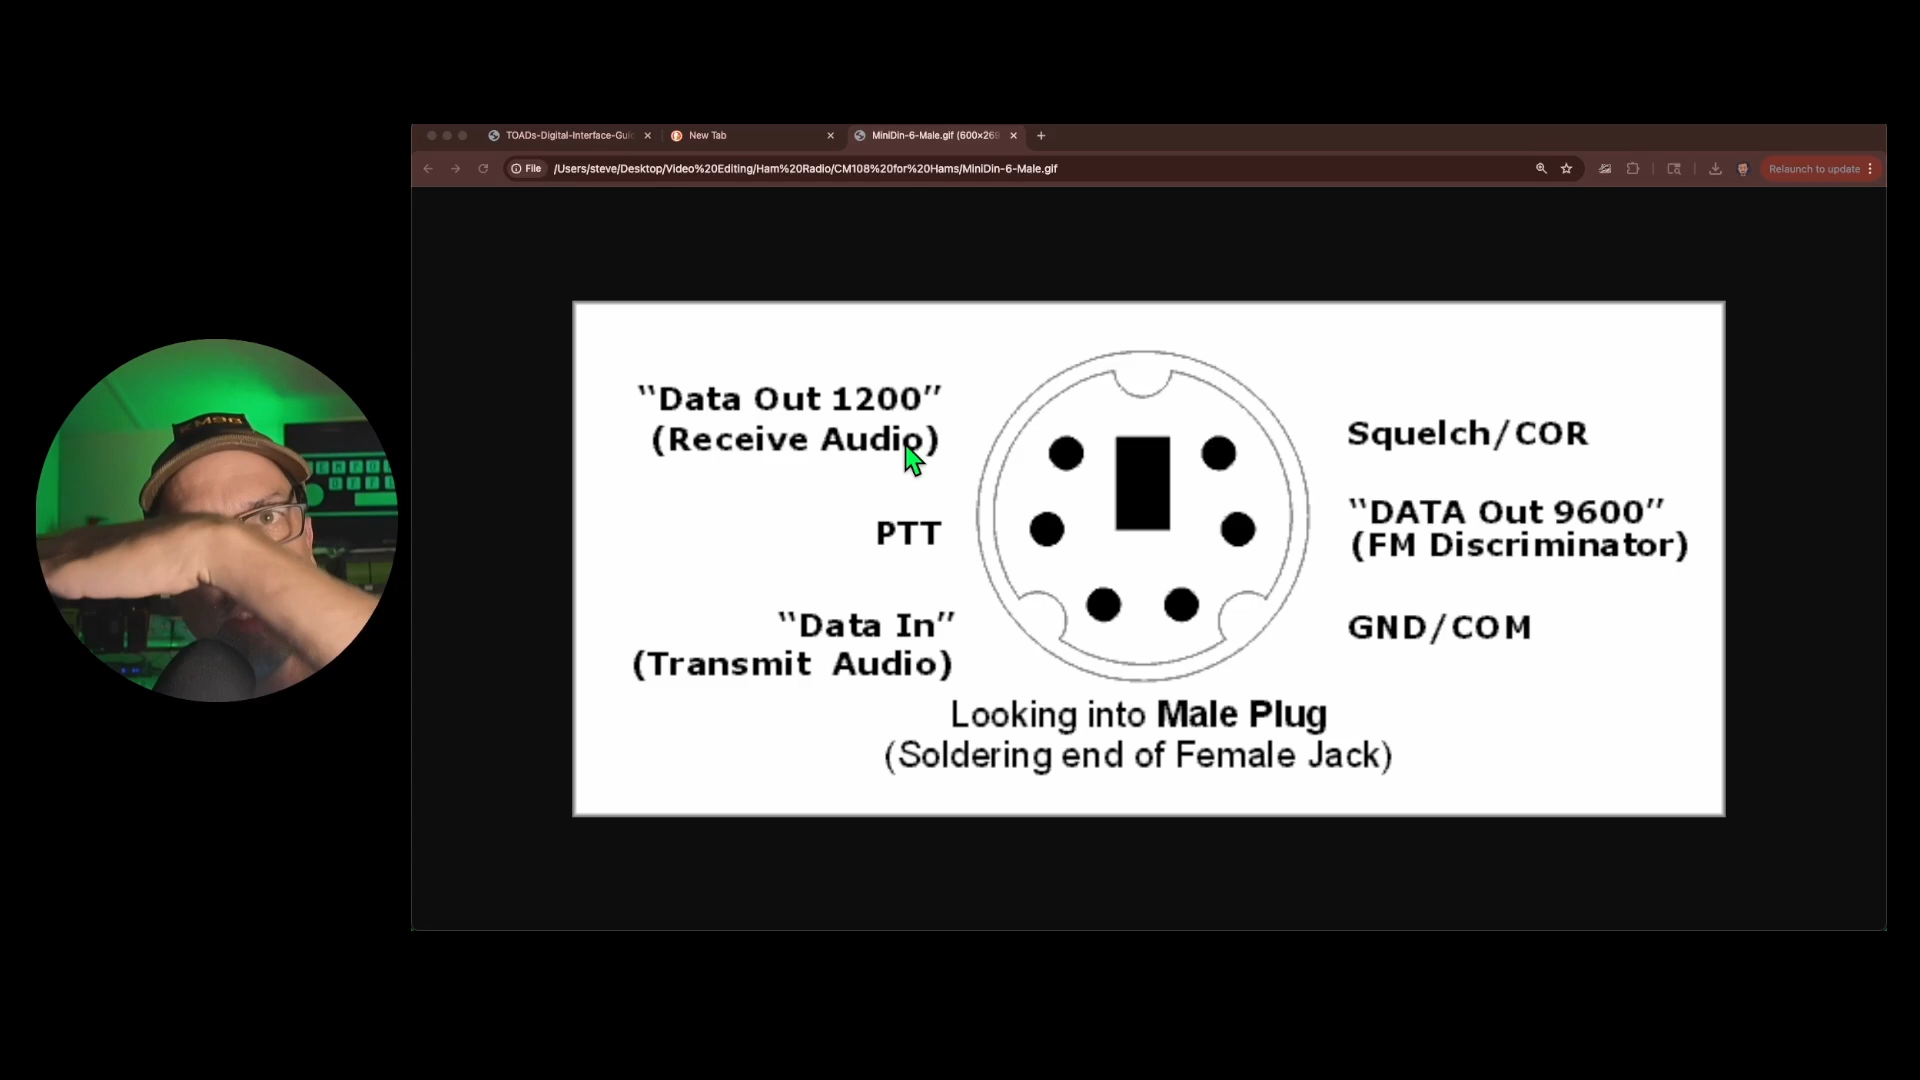 TOADs-Digital-Interface-Gui
New Tab
MiniDin-6-Male.gif (600×269
File
/Users/steve/Desktop/Video%20Editing/Ham%20Radio/CM108%20for%20Hams/MiniDin-6-Male.gif
Relaunch to update
"Data Out 1200"
(Receive Audio)
PTT
"Data In"
(Transmit Audio)
Squelch/COR
"DATA Out 9600"
(FM Discriminator)
GND/COM
Looking into Male Plug
(Soldering end of Female Jack)